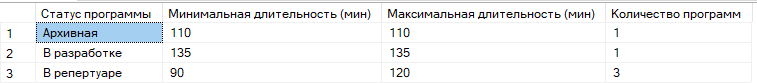 Статус программы Минимальная длительность (мин) Максимальная длительность (мин) Количество программ
1 Архивная 110 110 1
2 В разработке 135 135 1
3 В репертуаре 90 120 3